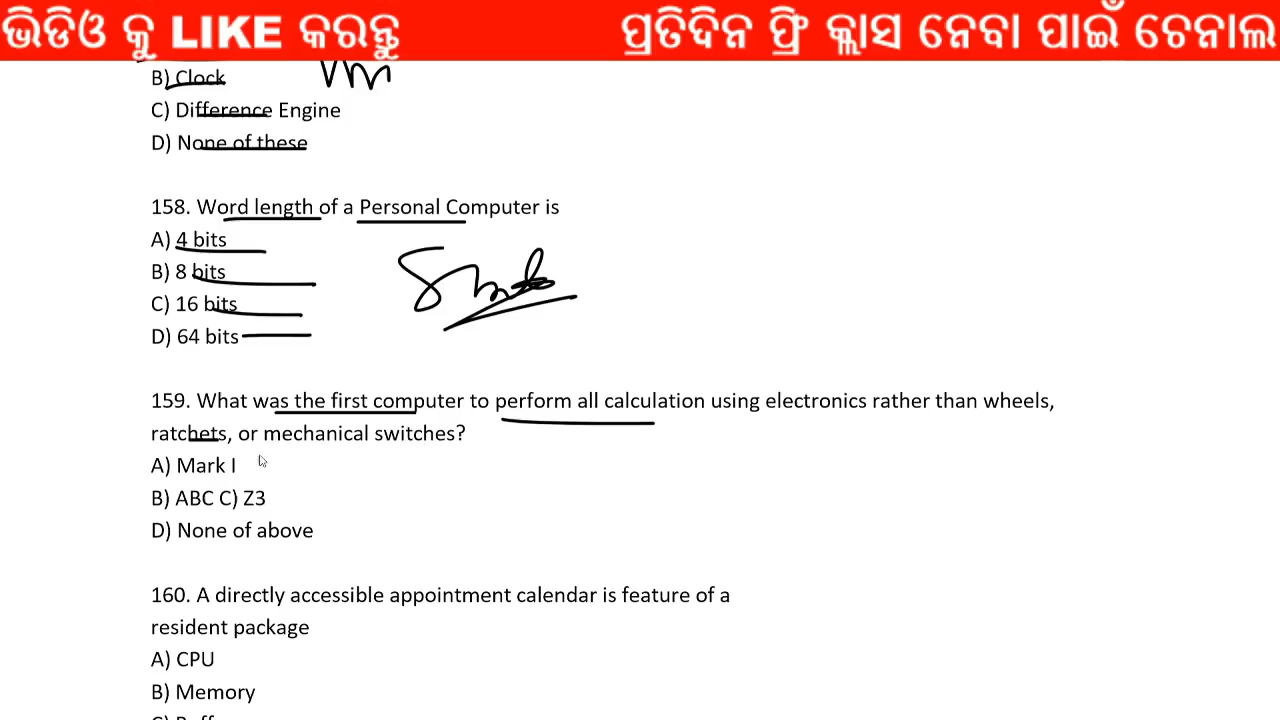 ଭିଡିଓ କୁ LIKE କରନ୍ତୁ ପ୍ରତିଦିନ ଫ୍ରି କ୍ଲାସ ନେବା ପାଇଁ ଚେନାଲ
B) Clock
C) Difference Engine
D) None of these
158. Word length of a Personal Computer is
A) 4 bits
B) 8 bits
C) 16 bits
D) 64 bits
159. What was the first computer to perform all calculation using electronics rather than wheels,
ratchets, or mechanical switches?
A) Mark I
B) ABC C) Z3
D) None of above
160. A directly accessible appointment calendar is feature of a
resident package
A) CPU
B) Memory